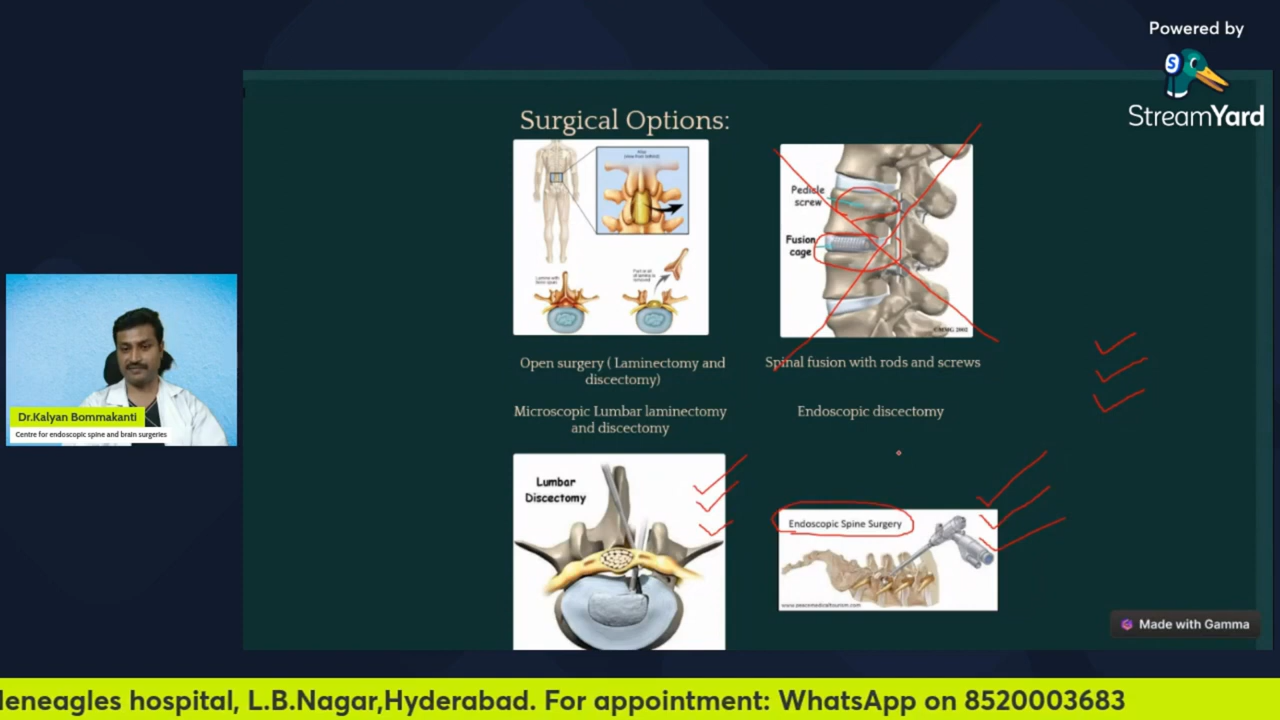 Powered by
StreamYard
Surgical Options:
Pedicle
screw
Fusion
cage
Open surgery ( Laminectomy and
discectomy)
Spinal fusion with rods and screws
Microscopic Lumbar laminectomy
and discectomy
Endoscopic discectomy
Dr.Kalyan Bommakanti
Centre for endoscopic spine and brain surgeries
Lumbar
Discectomy
Endoscopic Spine Surgery
www.peacemedicaltourism.com
Made with Gamma
leneagles hospital, L.B.Nagar,Hyderabad. For appointment: WhatsApp on 8520003683